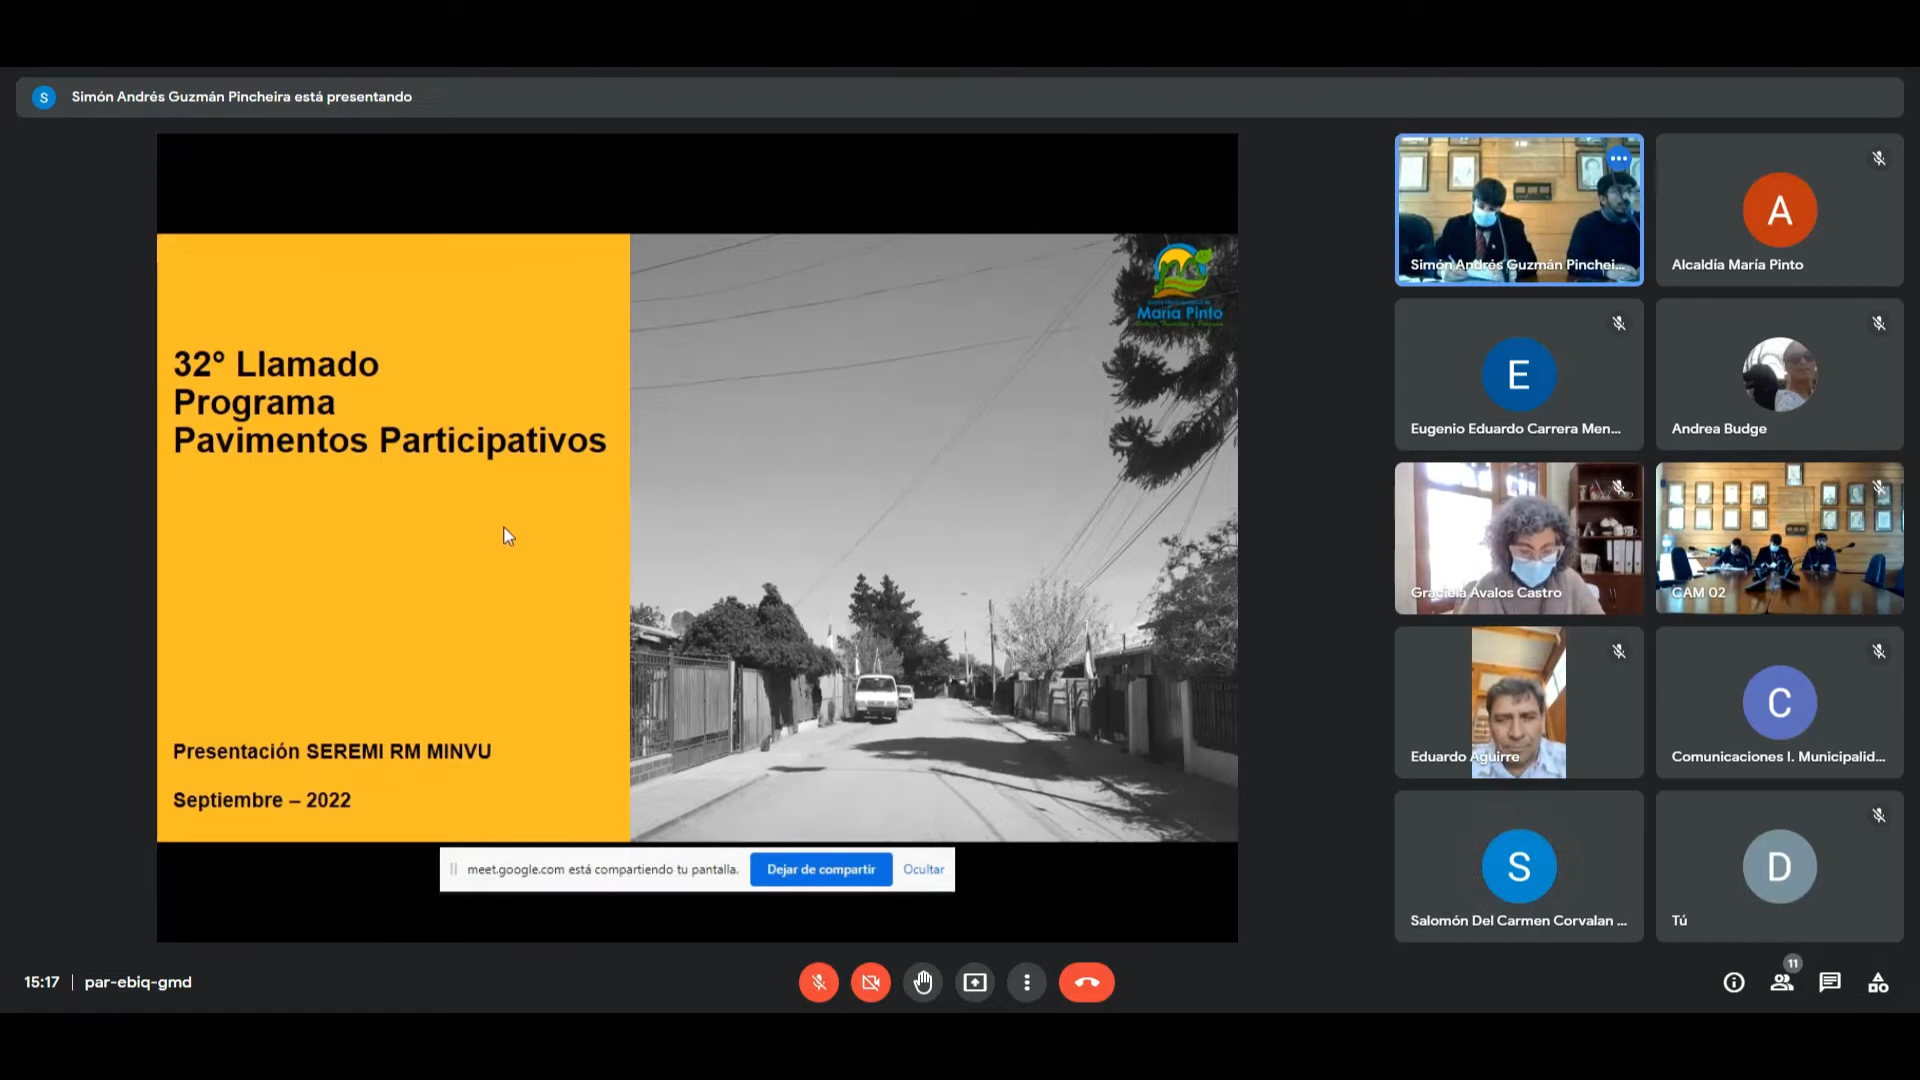 S
Simón Andrés Guzmán Pincheira está presentando
32° Llamado
Programa
Pavimentos Participativos
Presentación SEREMI RM MINVU
Septiembre – 2022
María Pinto
meet.google.com está compartiendo tu pantalla.
Dejar de compartir
Ocultar
Simón Andrés Guzmán Pinchei...
A
Alcaldía María Pinto
E
Eugenio Eduardo Carrera Men...
Andrea Budge
Graciela Avalos Castro
CAM 02
Eduardo Aguirre
C
Comunicaciones I. Municipalid...
S
Salomón Del Carmen Corvalan ...
D
Tú
15:17 | par-ebiq-gmd
11